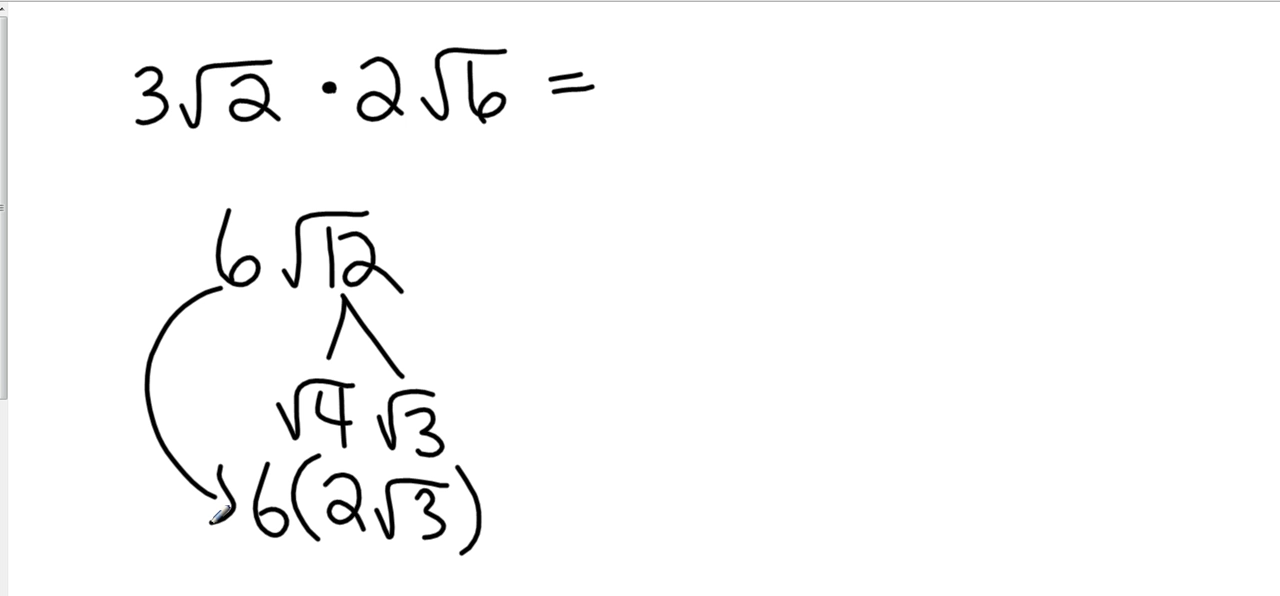 3√2 · 2√6 =
6√12
√4 √3
6(2√3)